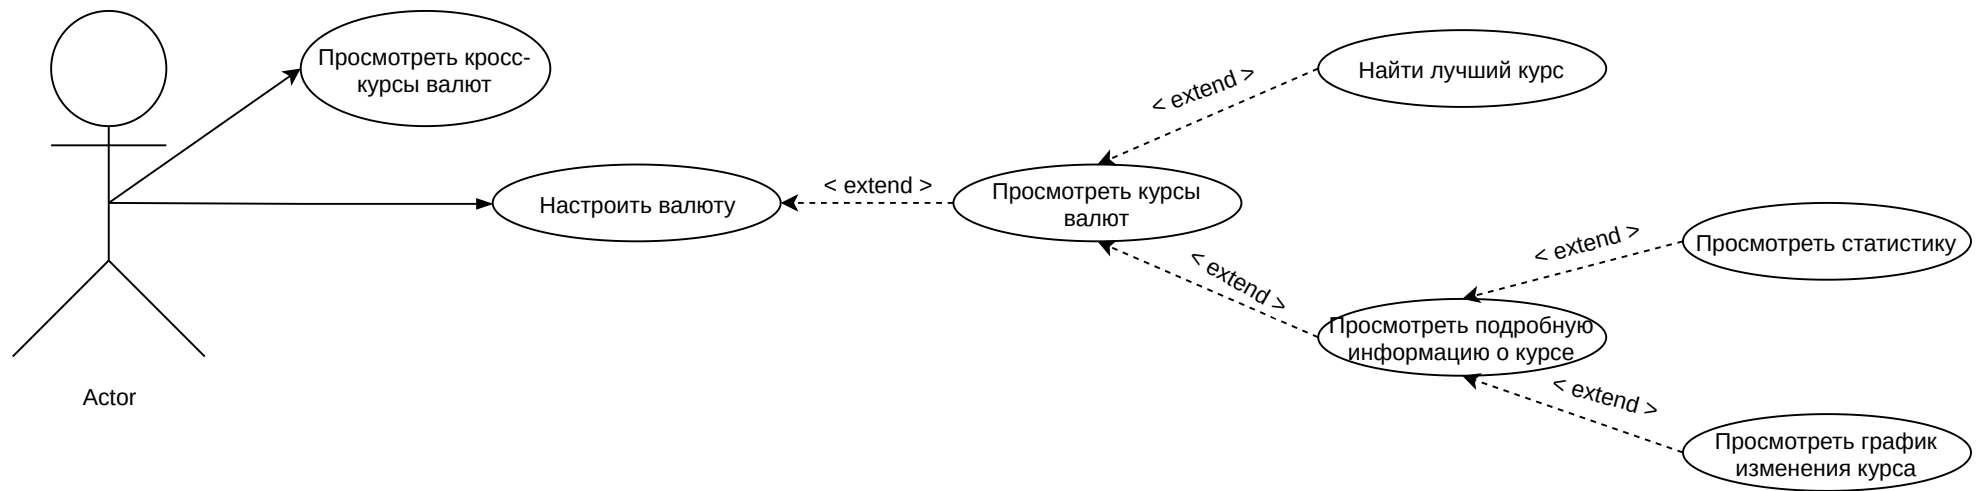 Просмотреть кросс-
курсы валют
Найти лучший курс
< extend >
Настроить валюту
< extend >
Просмотреть курсы
валют
< extend >
Просмотреть статистику
< extend >
Просмотреть подробную
информацию о курсе
< extend >
Просмотреть график
изменения курса
Actor